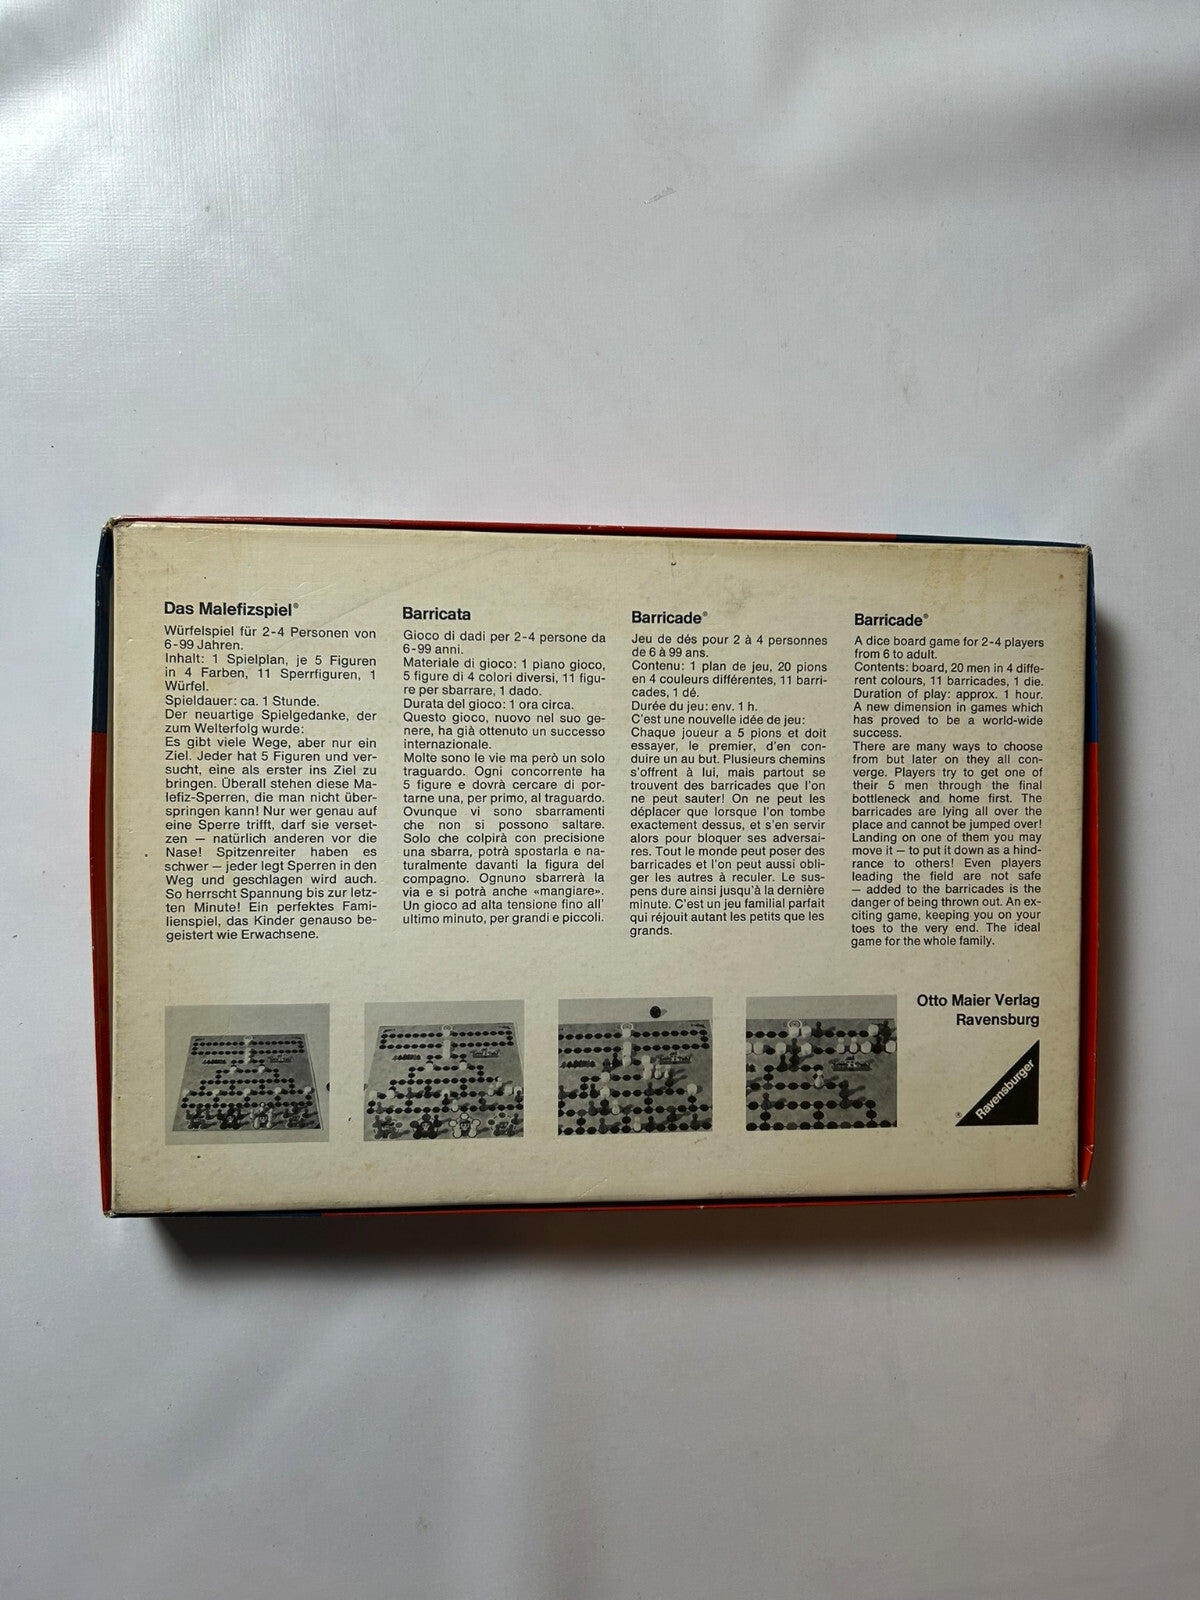 Das Malefizspiel®
Würfelspiel für 2-4 Personen von
6-99 Jahren.
Inhalt: 1 Spielplan, je 5 Figuren
in 4 Farben, 11 Sperrfiguren, 1
Würfel.
Spieldauer: ca. 1 Stunde.
Der neuartige Spielgedanke, der
zum Welterfolg wurde:
Es gibt viele Wege, aber nur ein
Ziel. Jeder hat 5 Figuren und ver-
sucht, eine als erster ins Ziel zu
bringen. Überall stehen diese Ma-
lefiz-Sperren, die man nicht über-
springen kann! Nur wer genau auf
eine Sperre trifft, darf sie verset-
zen – natürlich anderen vor die
Nase! Spitzenreiter haben es
schwer – jeder legt Sperren in den
Weg und geschlagen wird auch.
So herrscht Spannung bis zur letz-
ten Minute! Ein perfektes Fami-
lienspiel, das Kinder genauso be-
geistert wie Erwachsene.
Barricata
Gioco di dadi per 2-4 persone da
6-99 anni.
Materiale di gioco: 1 piano gioco,
5 figure di 4 colori diversi, 11 figu-
re per sbarrare, 1 dado.
Durata del gioco: 1 ora circa.
Questo gioco, nuovo nel suo ge-
nere, ha già ottenuto un successo
internazionale.
Molte sono le vie ma però un solo
traguardo. Ogni concorrente ha
5 figure e dovrà cercare di por-
tarne una, per primo, al traguardo.
Ovunque vi sono sbarramenti
che non si possono saltare.
Solo che colpirà con precisione
una sbarra, potrà spostarla e na-
turalmente davanti la figura del
compagno. Ognuno sbarrerà la
via e si potrà anche «mangiare».
Un gioco ad alta tensione fino all'
ultimo minuto, per grandi e piccoli.
Barricade®
Jeu de dés pour 2 à 4 personnes
de 6 à 99 ans.
Contenu: 1 plan de jeu, 20 pions
en 4 couleurs différentes, 11 barri-
cades, 1 dé.
Durée du jeu: env. 1 h.
C'est une nouvelle idée de jeu:
Chaque joueur a 5 pions et doit
essayer, le premier, d'en con-
duire un au but. Plusieurs chemins
s'offrent à lui, mais partout se
trouvent des barricades que l'on
ne peut sauter! On ne peut les
déplacer que lorsque l'on tombe
exactement dessus, et s'en servir
alors pour bloquer ses adversai-
res. Tout le monde peut poser des
barricades et l'on peut aussi obli-
ger les autres à reculer. Le sus-
pens dure ainsi jusqu'à la dernière
minute. C'est un jeu familial parfait
qui réjouit autant les petits que les
grands.
Barricade®
A dice board game for 2-4 players
from 6 to adult.
Contents: board, 20 men in 4 diffe-
rent colours, 11 barricades, 1 die.
Duration of play: approx. 1 hour.
A new dimension in games which
has proved to be a world-wide
success.
There are many ways to choose
from but later on they all con-
verge. Players try to get one of
their 5 men through the final
bottleneck and home first. The
barricades are lying all over the
place and cannot be jumped over!
Landing on one of them you may
move it – to put it down as a hind-
rance to others! Even players
leading the field are not safe
– added to the barricades is the
danger of being thrown out. An ex-
citing game, keeping you on your
toes to the very end. The ideal
game for the whole family.
Otto Maier Verlag
Ravensburg
® Ravensburger